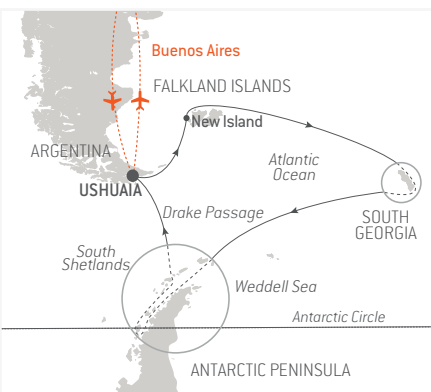 Buenos Aires
FALKLAND ISLANDS
New Island
ARGENTINA
Atlantic
Ocean
USHUAIA
Drake Passage
SOUTH
GEORGIA
South
Shetlands
Weddell Sea
Antarctic Circle
ANTARCTIC PENINSULA